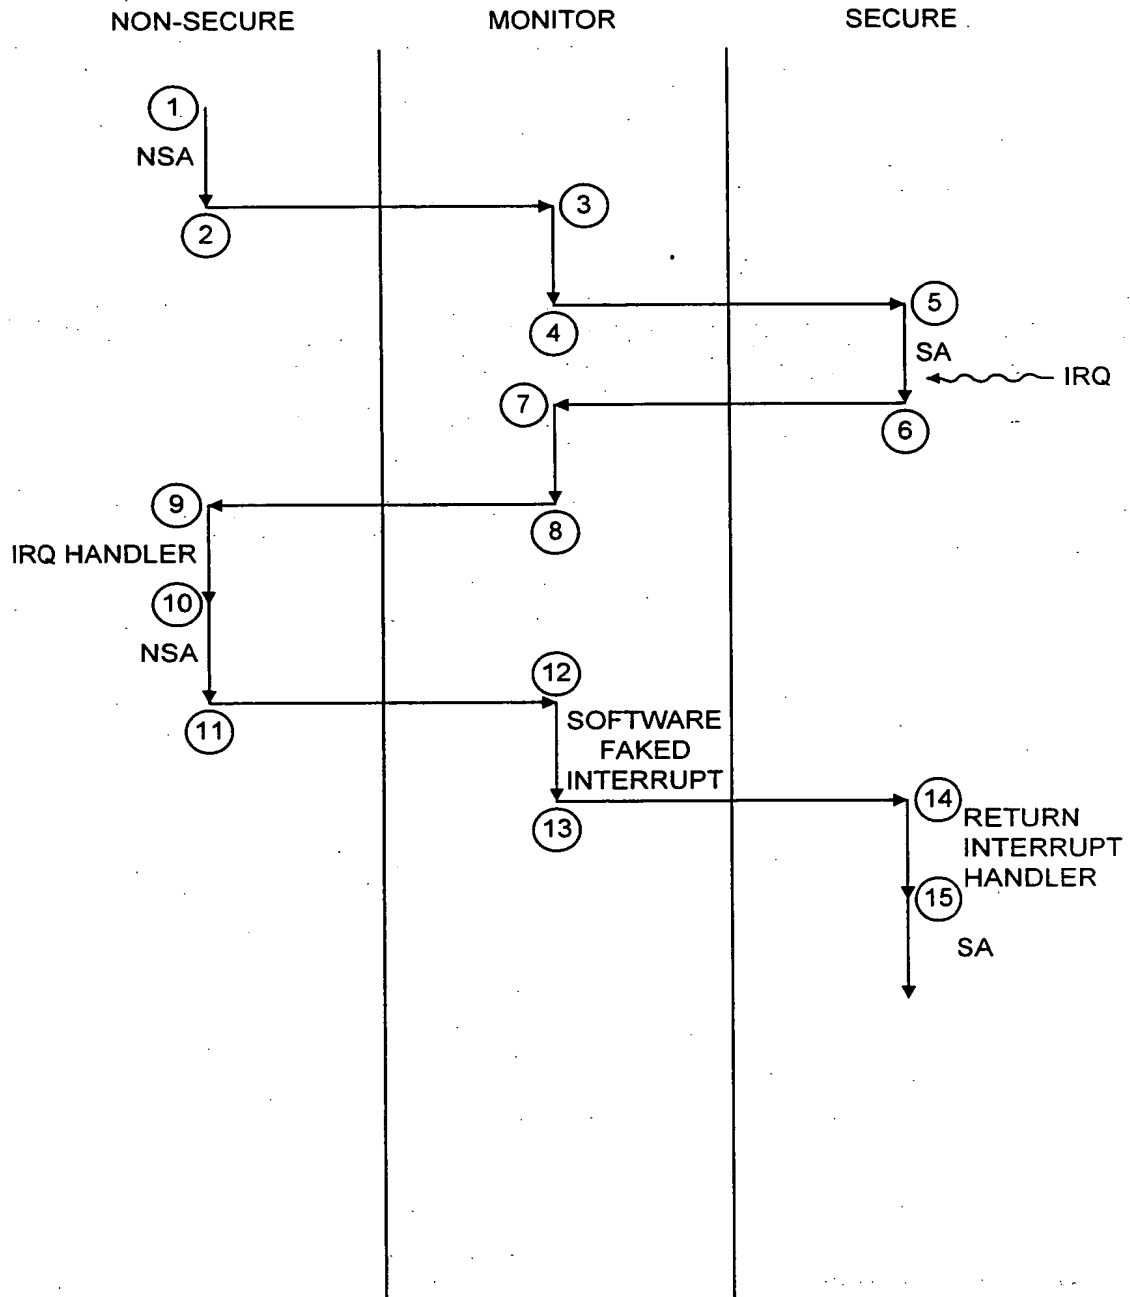 NON-SECURE MONITOR SECURE
1
NSA
2
3
4
5
SA
IRQ
6
7
8
9
IRQ HANDLER
10
NSA
11
12
SOFTWARE
FAKED
INTERRUPT
13
14
RETURN
INTERRUPT
HANDLER
15
SA